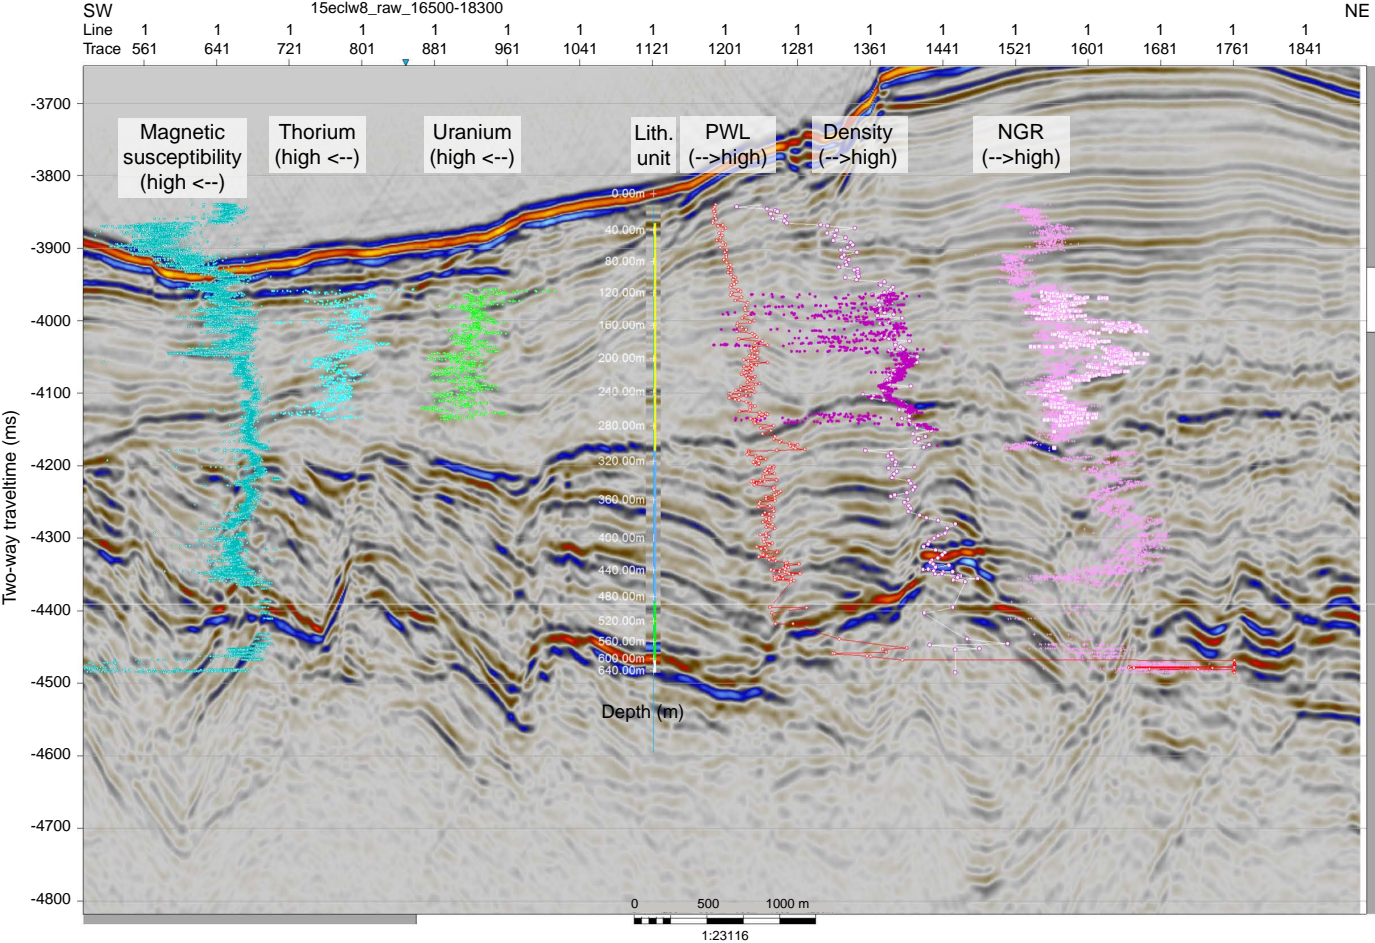 15eclw8_raw_16500-18300
SW NE
Line 1 1 1 1 1 1 1 1 1 1 1 1 1 1 1 1 1
Trace 561 641 721 801 881 961 1041 1121 1201 1281 1361 1441 1521 1601 1681 1761 1841
-3700
Magnetic susceptibility (high <--)
Thorium (high <--)
Uranium (high <--)
Lith. unit
PWL (-->high)
Density (-->high)
NGR (-->high)
-3800
-3900
-4000
-4100
-4200
-4300
-4400
-4500
-4600
-4700
-4800
Two-way traveltime (ms)
0.00m
40.00m
80.00m
120.00m
160.00m
200.00m
240.00m
280.00m
320.00m
360.00m
400.00m
440.00m
480.00m
520.00m
560.00m
600.00m
640.00m
Depth (m)
0 500 1000 m
1:23116